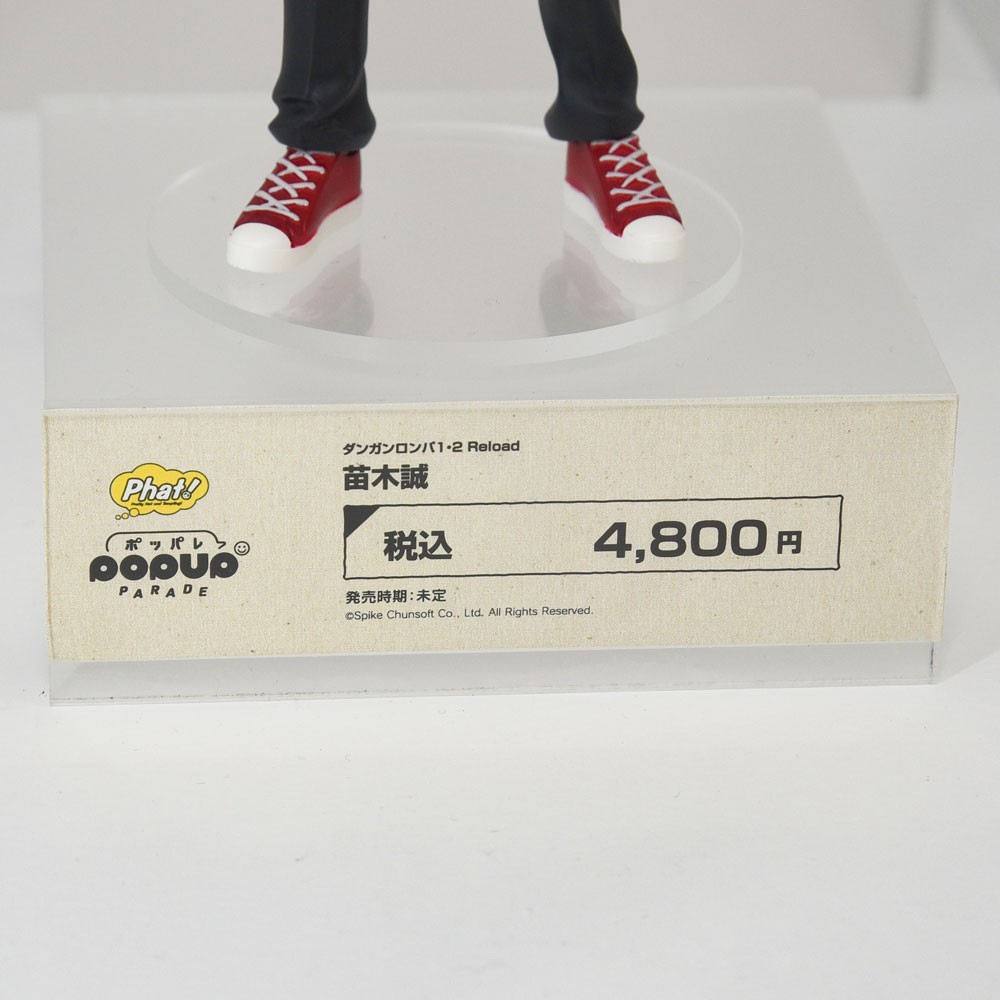 ダンガンロンパ1・2 Reload
苗木誠
税込 4,800円
発売時期:未定
©Spike Chunsoft Co., Ltd. All Rights Reserved.
Phat!
ポッパレっ
POPUP
PARADE